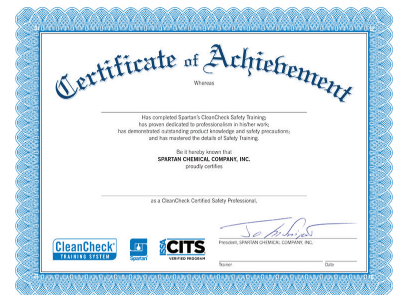 Certificate of Achievement
Whereas
Has completed Spartan's CleanCheck Safety Training;
has proven dedicated to professionalism in his/her work;
has demonstrated outstanding product knowledge and safety precautions;
and has mastered the details of Safety Training.
Be it hereby known that
SPARTAN CHEMICAL COMPANY, INC.
proudly certifies
as a CleanCheck Certified Safety Professional.
President, SPARTAN CHEMICAL COMPANY, INC.
CleanCheck
TRAINING SYSTEM
Spartan
ISSA CITS
VERIFIED PROGRAM
Trainer Date